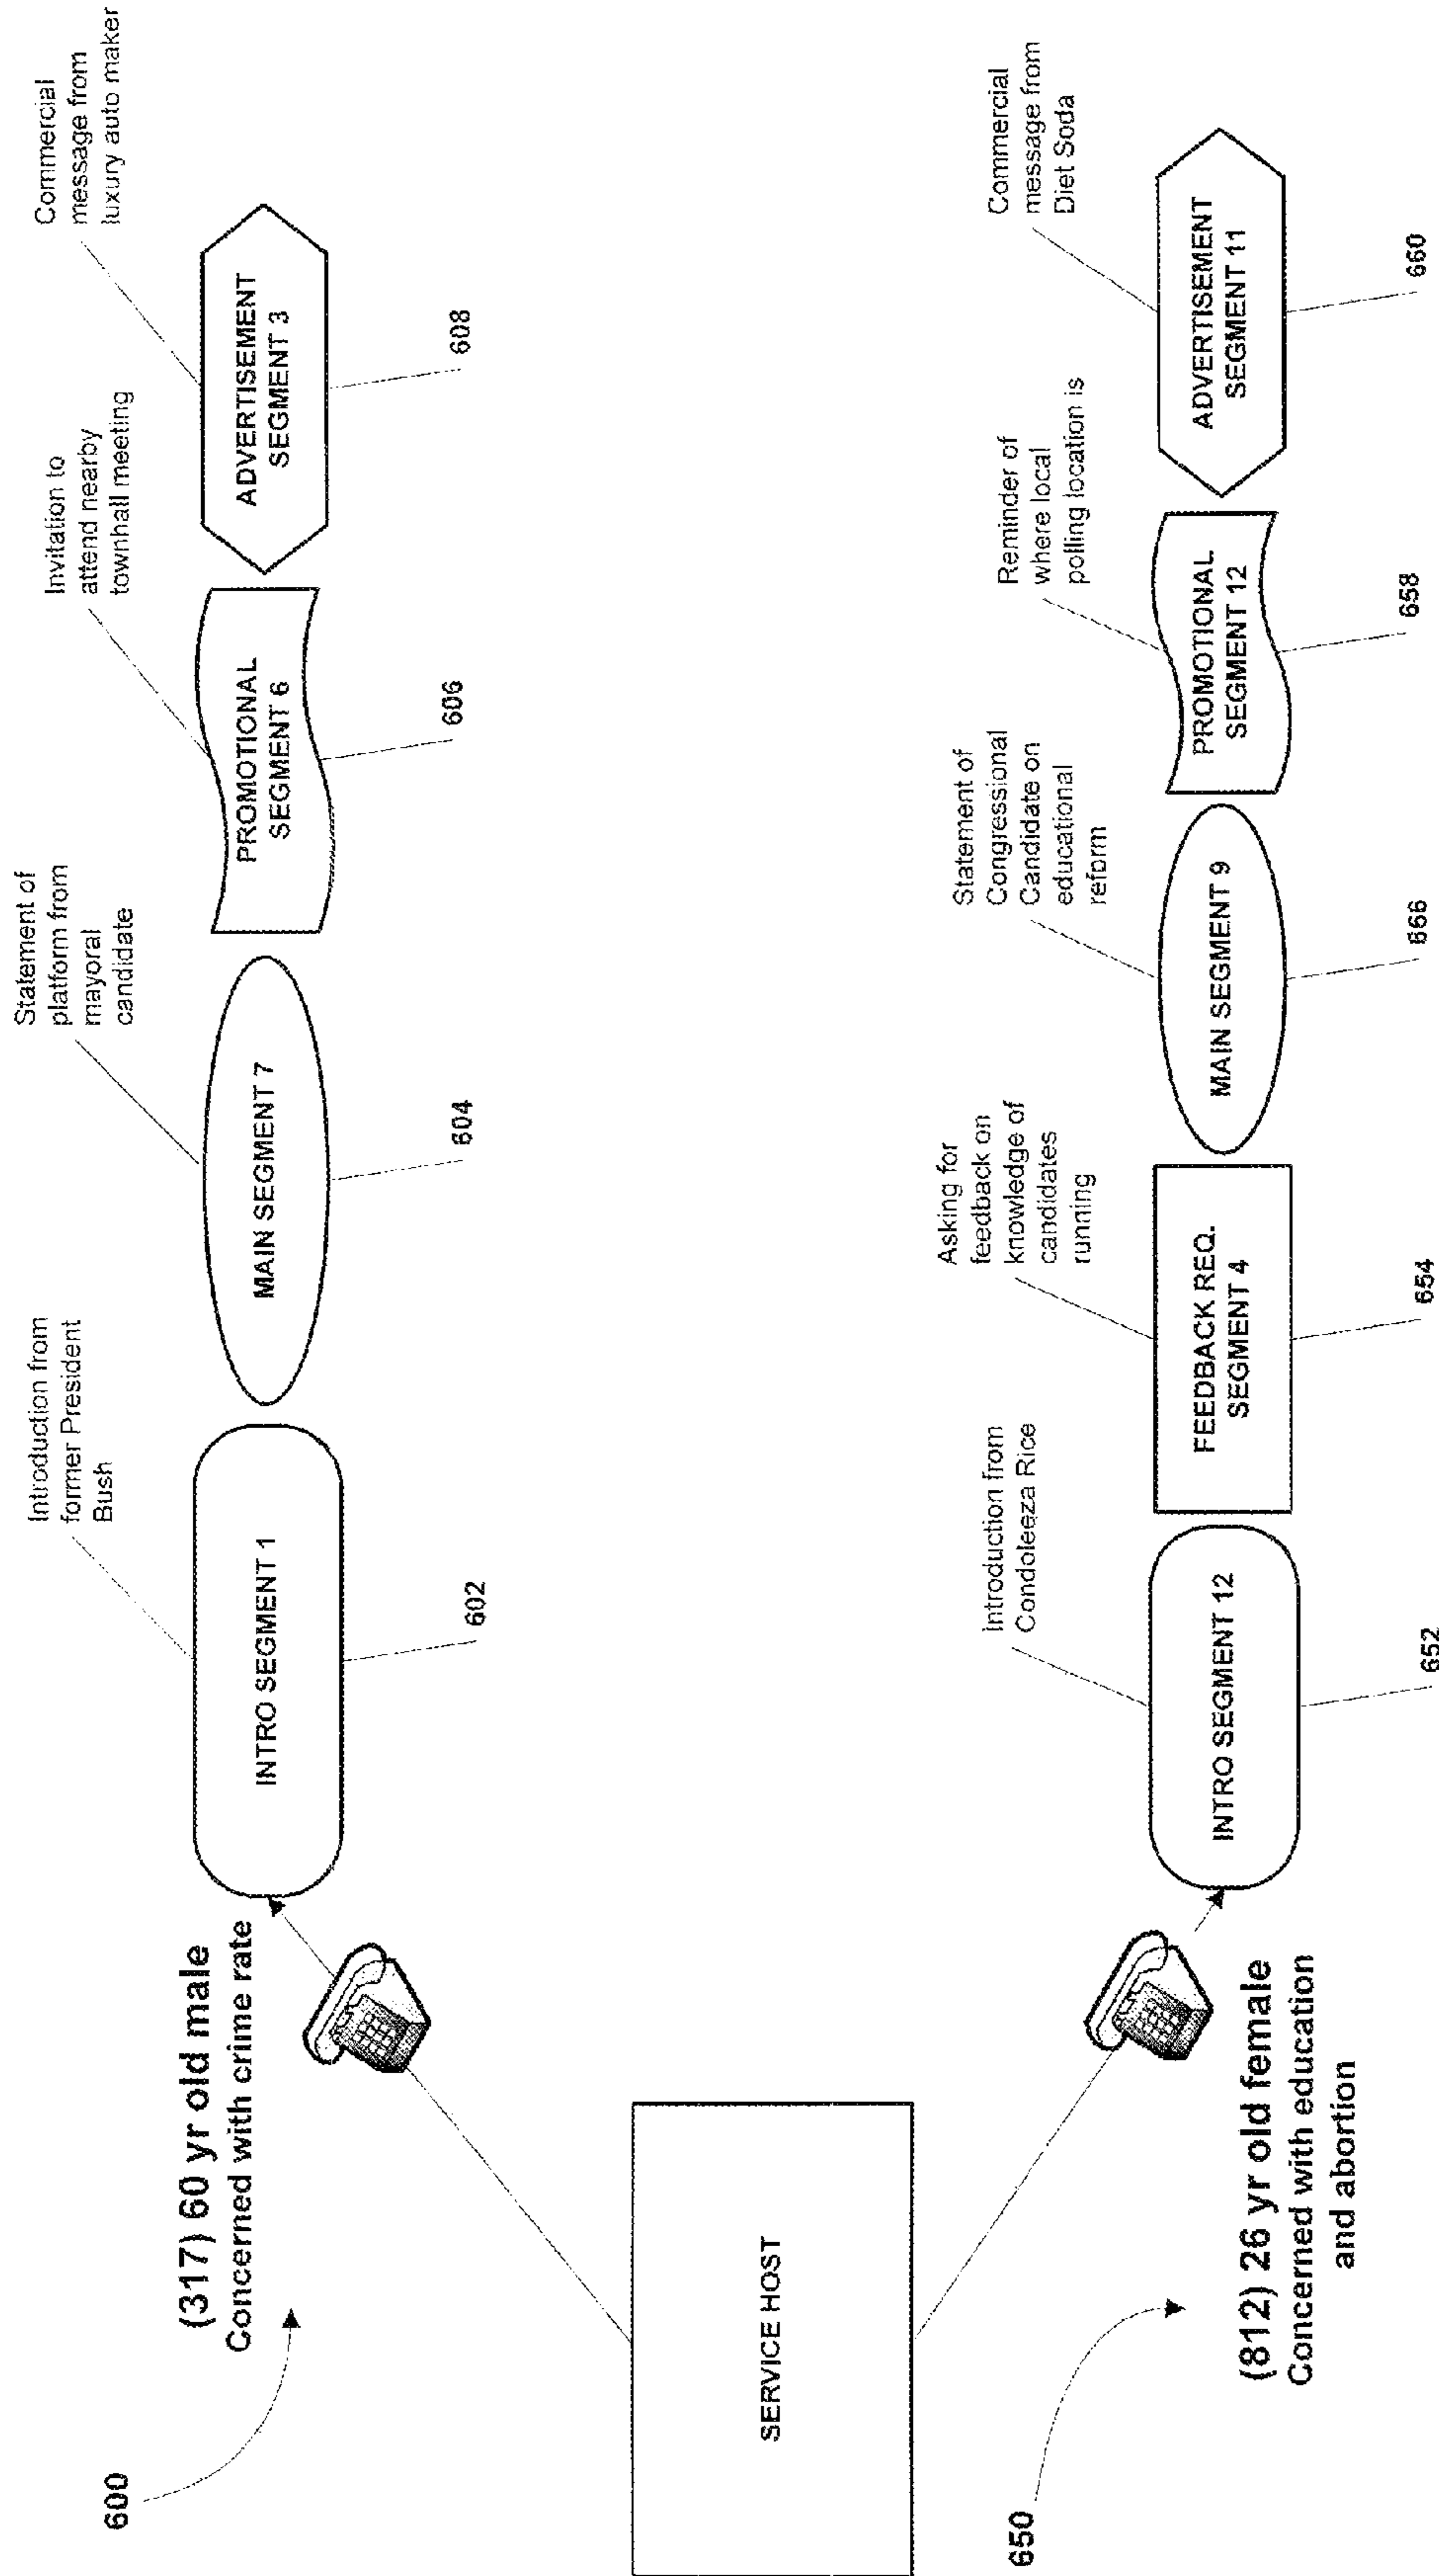 600
(317) 60 yr old male
Concerned with crime rate
Introduction from
former President
Bush
INTRO SEGMENT 1
602
Statement of
platform from
mayoral
candidate
MAIN SEGMENT 7
604
Invitation to
attend nearby
townhall meeting
PROMOTIONAL
SEGMENT 6
606
Commercial
message from
luxury auto maker
ADVERTISEMENT
SEGMENT 3
608
SERVICE HOST
650
(812) 26 yr old female
Concerned with education
and abortion
Introduction from
Condoleeza Rice
INTRO SEGMENT 12
652
Asking for
feedback on
knowledge of
candidates
running
FEEDBACK REQ.
SEGMENT 4
654
Statement of
Congressional
Candidate on
educational
reform
MAIN SEGMENT 9
666
Reminder of
where local
polling location is
PROMOTIONAL
SEGMENT 12
658
Commercial
message from
Diet Soda
ADVERTISEMENT
SEGMENT 11
660